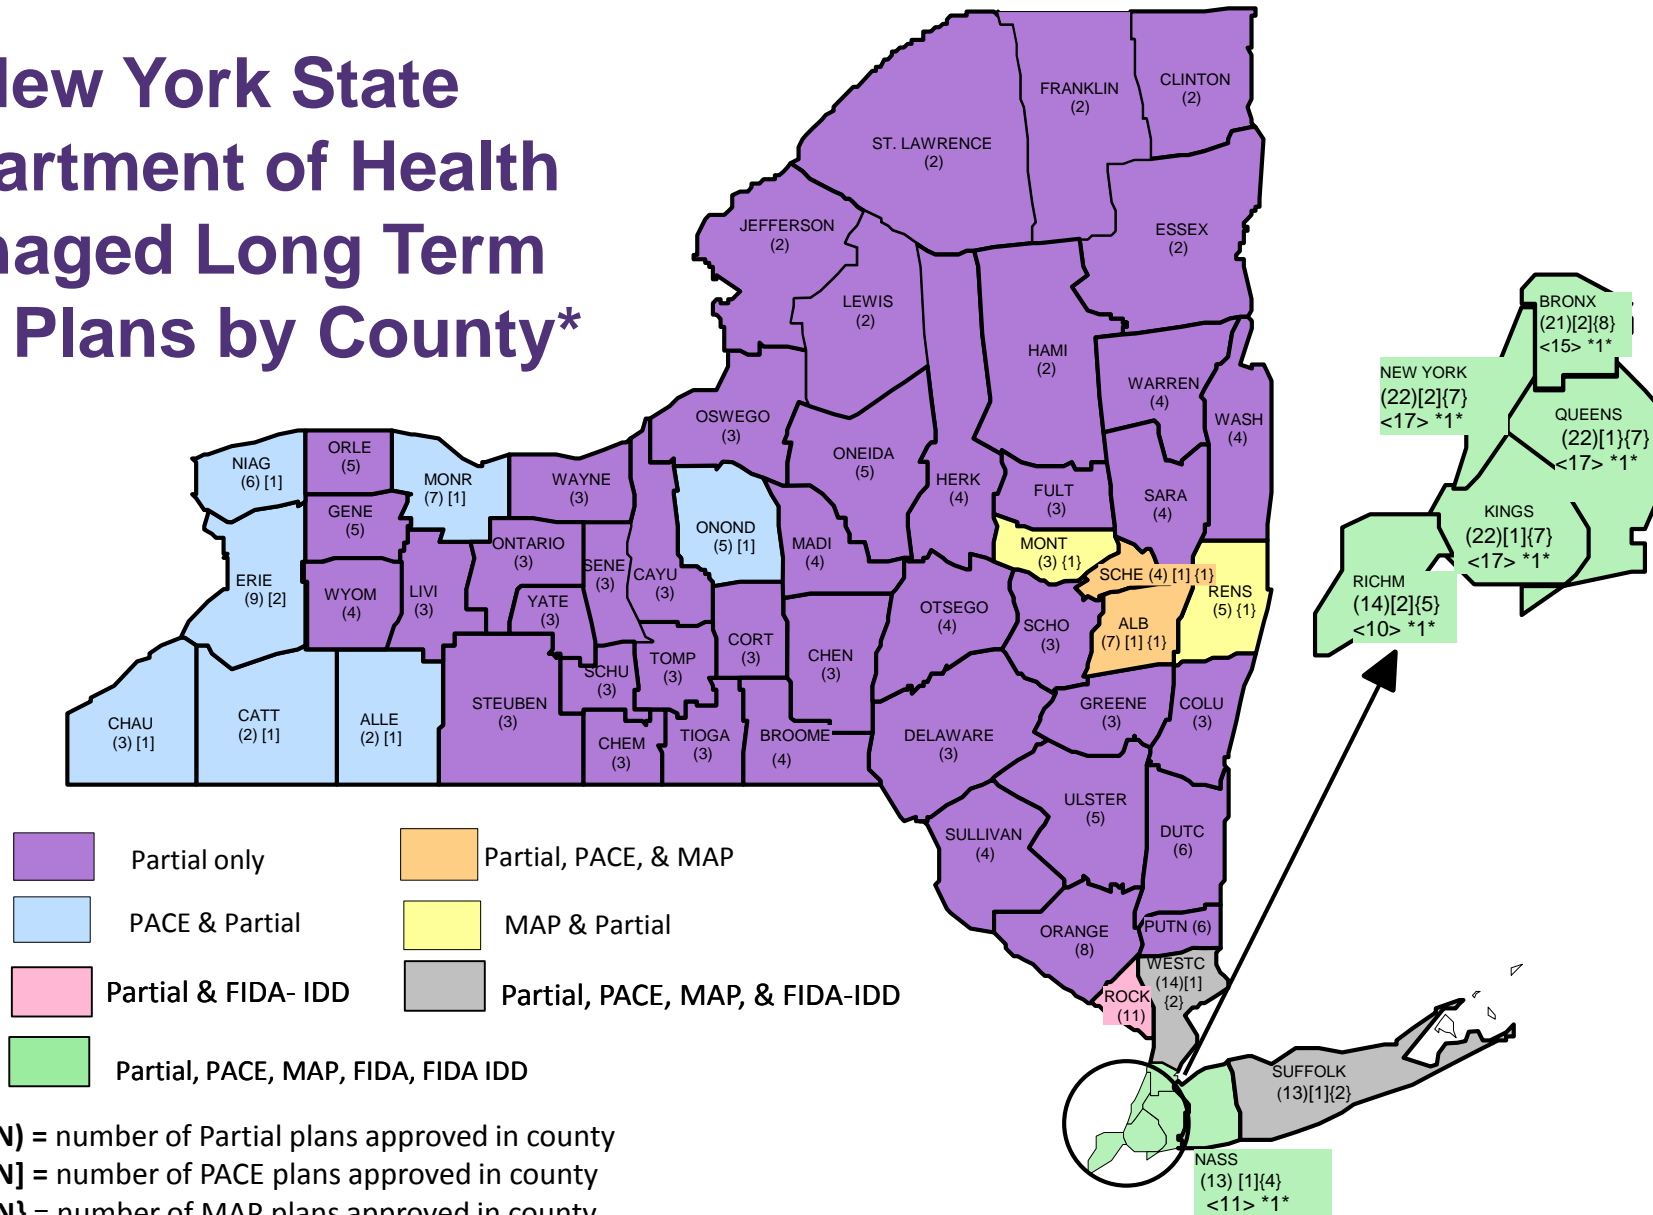 New York State
artment of Health
naged Long Term
Plans by County*
CLINTON
(2)
FRANKLIN
(2)
ST. LAWRENCE
(2)
JEFFERSON
(2)
ESSEX
(2)
LEWIS
(2)
HAMI
(2)
WARREN
(4)
WASH
(4)
OSWEGO
(3)
ONEIDA
(5)
HERK
(4)
FULT
(3)
SARA
(4)
NIAG
(6) [1]
ORLE
(5)
MONR
(7) [1]
WAYNE
(3)
GENE
(5)
ONTARIO
(3)
SENE
(3)
CAYU
(3)
ONOND
(5) [1]
MADI
(4)
MONT
(3) {1}
SCHE (4) [1] {1}
RENS
(5) {1}
ERIE
(9) [2]
WYOM
(4)
LIVI
(3)
YATE
(3)
OTSEGO
(4)
SCHO
(3)
ALB
(7) [1] {1}
CORT
(3)
CHEN
(3)
TOMP
(3)
SCHU
(3)
STEUBEN
(3)
CHAU
(3) [1]
CATT
(2) [1]
ALLE
(2) [1]
CHEM
(3)
TIOGA
(3)
BROOME
(4)
DELAWARE
(3)
GREENE
(3)
COLU
(3)
ULSTER
(5)
SULLIVAN
(4)
DUTC
(6)
ORANGE
(8)
PUTN (6)
WESTC
(14)[1]
{2}
ROCK
(11)
SUFFOLK
(13)[1]{2}
NASS
(13) [1]{4}
<11> *1*
BRONX
(21)[2]{8}
<15> *1*
NEW YORK
(22)[2]{7}
<17> *1*
QUEENS
(22)[1}{7}
<17> *1*
KINGS
(22)[1]{7}
<17> *1*
RICHM
(14)[2]{5}
<10> *1*
Partial only
Partial, PACE, & MAP
PACE & Partial
MAP & Partial
Partial & FIDA- IDD
Partial, PACE, MAP, & FIDA-IDD
Partial, PACE, MAP, FIDA, FIDA IDD
N) = number of Partial plans approved in county
N] = number of PACE plans approved in county
N} = number of MAP plans approved in county